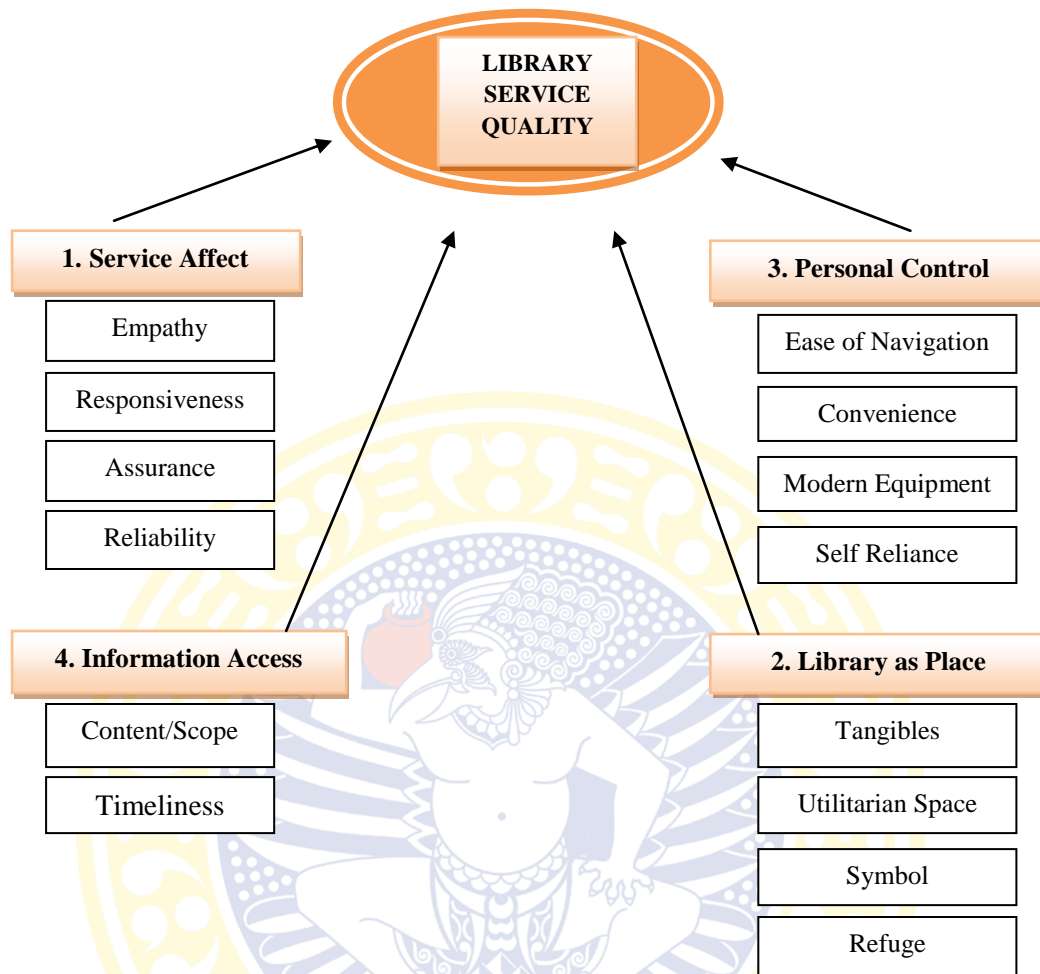 LIBRARY
SERVICE
QUALITY
1. Service Affect
Empathy
Responsiveness
Assurance
Reliability
3. Personal Control
Ease of Navigation
Convenience
Modern Equipment
Self Reliance
4. Information Access
Content/Scope
Timeliness
2. Library as Place
Tangibles
Utilitarian Space
Symbol
Refuge